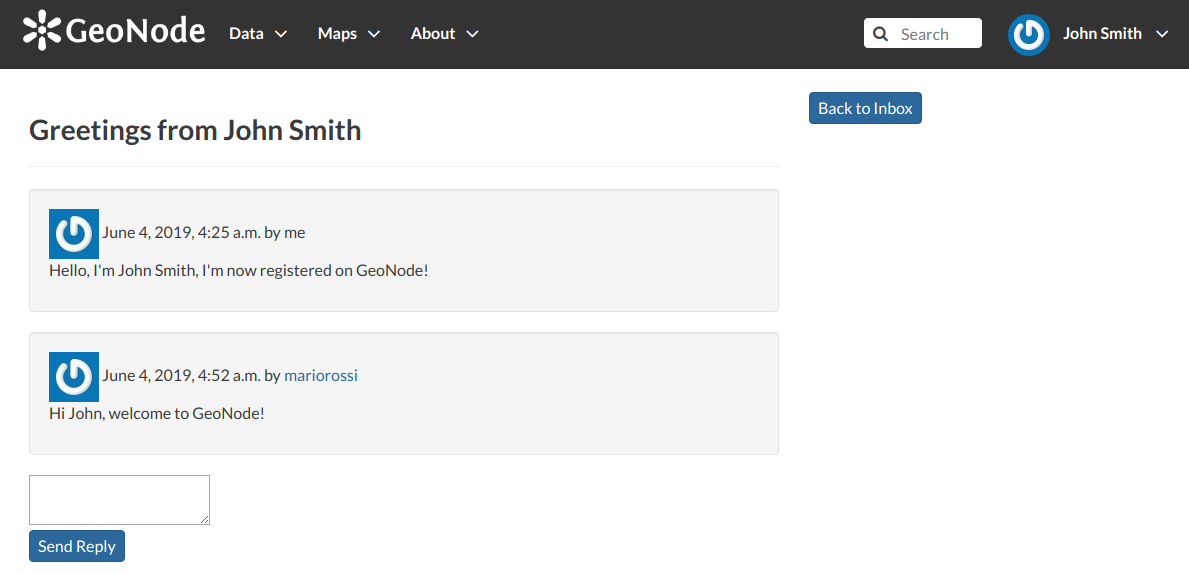 GeoNode Data Maps About Search John Smith
Back to Inbox
Greetings from John Smith
June 4, 2019, 4:25 a.m. by me
Hello, I'm John Smith, I'm now registered on GeoNode!
June 4, 2019, 4:52 a.m. by mariorossi
Hi John, welcome to GeoNode!
Send Reply